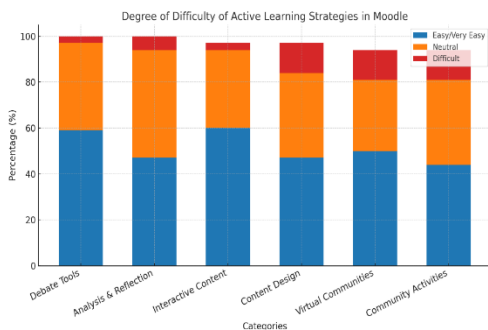 Degree of Difficulty of Active Learning Strategies in Moodle
Easy/Very Easy
Neutral
Difficult
Percentage (%)
100
80
60
40
20
0
Debate Tools
Analysis & Reflection
Interactive Content
Content Design
Virtual Communities
Community Activities
Categories